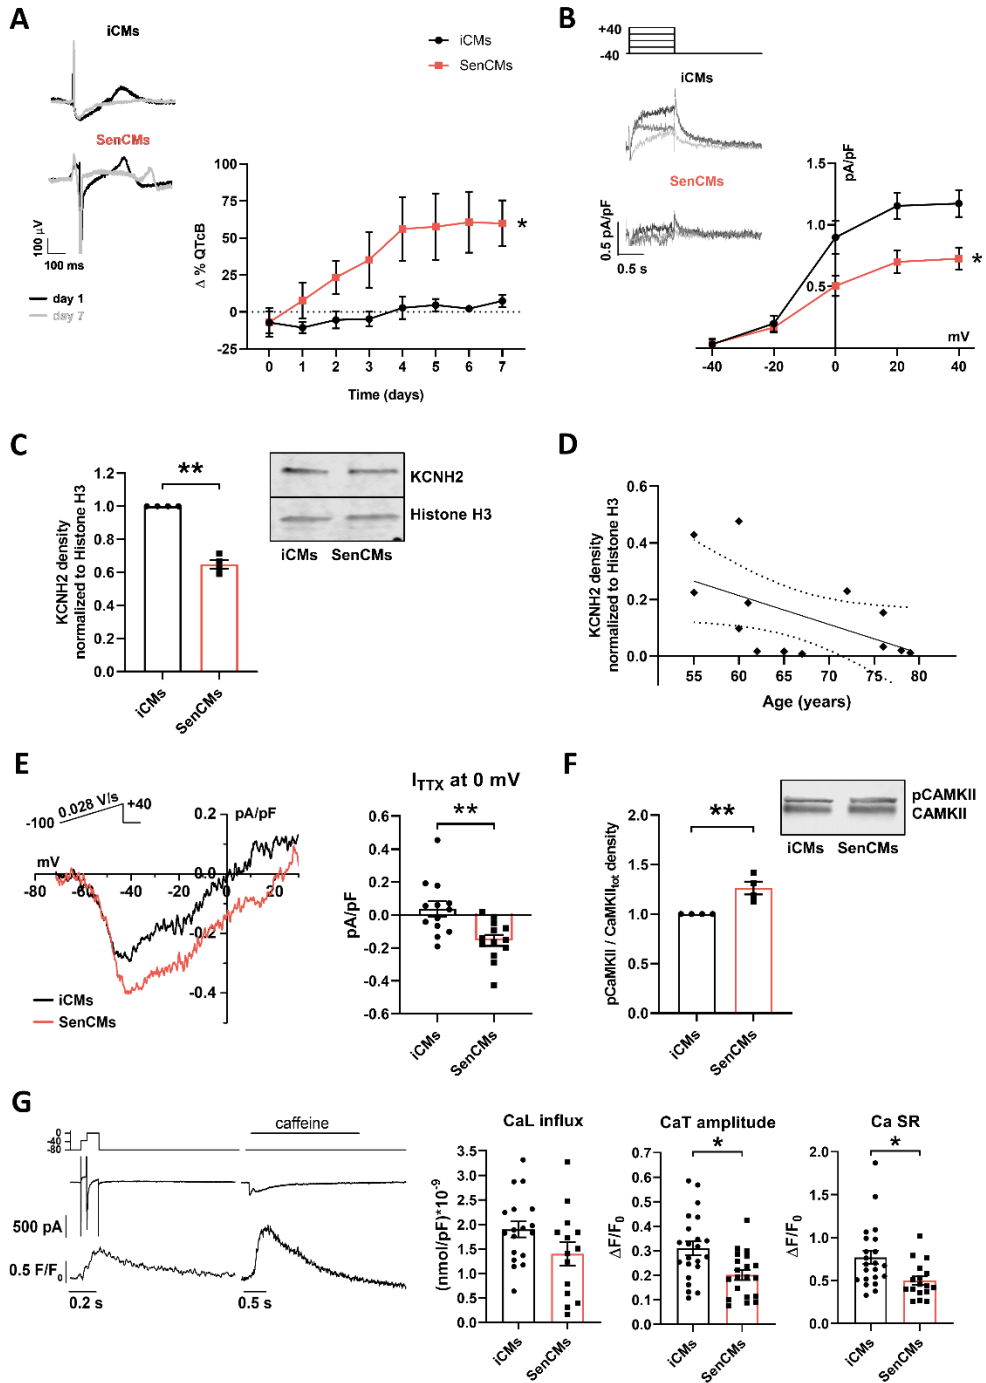 A
iCMs
SenCMs
100 µV
100 ms
day 1
day 7
iCMs
SenCMs
Δ % QTcB
100
75
50
25
0
-25
*
0 1 2 3 4 5 6 7
Time (days)
B
+40
-40
iCMs
SenCMs
0.5 pA/pF
0.5 s
pA/pF
1.5
1.0
0.5
*
mV
-40 -20 0 20 40
C
KCNH2 density
normalized to Histone H3
1.2
1.0
0.8
0.6
0.4
0.2
0.0
**
iCMs
SenCMs
KCNH2
Histone H3
iCMs SenCMs
D
KCNH2 density
normalized to Histone H3
0.6
0.4
0.2
0.0
55 60 65 70 75 80
Age (years)
E
0.028 V/s
-100
+40
pA/pF
mV
0.2
0.0
-0.2
-0.4
-80 -60 -40 -20 0 20
iCMs
SenCMs
ITTX at 0 mV
**
pA/pF
0.6
0.4
0.2
0.0
-0.2
-0.4
-0.6
iCMs
SenCMs
F
pCaMKII / CaMKIItot density
2.0
1.5
1.0
0.5
0.0
**
iCMs
SenCMs
pCAMKII
CAMKII
iCMs SenCMs
G
0
-40
-80
caffeine
500 pA
0.5 F/F0
0.2 s
0.5 s
CaL influx
(nmol/pF)*10-9
3.5
3.0
2.5
2.0
1.5
1.0
0.5
0.0
iCMs
SenCMs
CaT amplitude
*
ΔF/F0
0.7
0.6
0.5
0.4
0.3
0.2
0.1
0.0
iCMs
SenCMs
Ca SR
*
ΔF/F0
2.0
1.5
1.0
0.5
0.0
iCMs
SenCMs